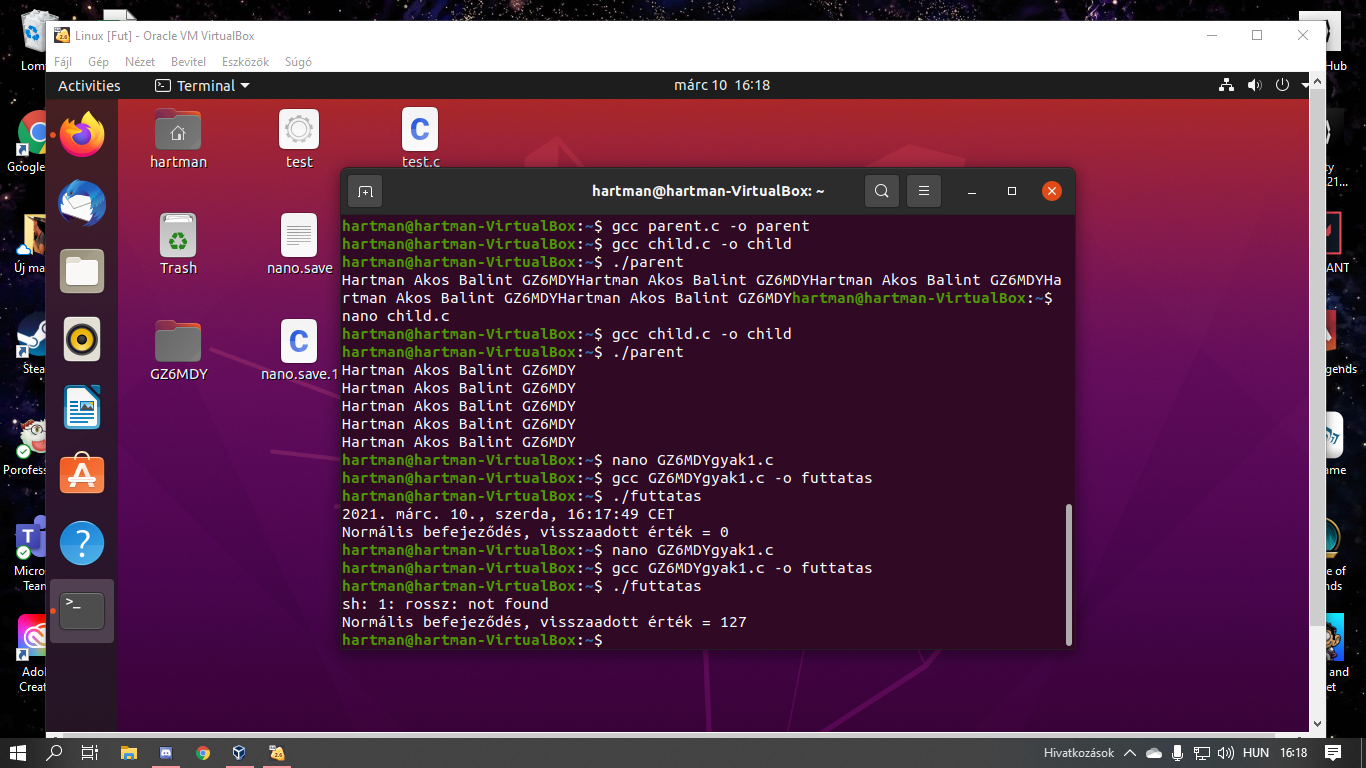 Linux [Fut] - Oracle VM VirtualBox
Fájl Gép Nézet Bevitel Eszközök Súgó
Activities Terminal márc 10 16:18
hartman test test.c
Trash nano.save
GZ6MDY nano.save.1
hartman@hartman-VirtualBox: ~
hartman@hartman-VirtualBox:~$ gcc parent.c -o parent
hartman@hartman-VirtualBox:~$ gcc child.c -o child
hartman@hartman-VirtualBox:~$ ./parent
Hartman Akos Balint GZ6MDYHartman Akos Balint GZ6MDYHartman Akos Balint GZ6MDYHa
rtman Akos Balint GZ6MDYHartman Akos Balint GZ6MDYhartman@hartman-VirtualBox:~$
nano child.c
hartman@hartman-VirtualBox:~$ gcc child.c -o child
hartman@hartman-VirtualBox:~$ ./parent
Hartman Akos Balint GZ6MDY
Hartman Akos Balint GZ6MDY
Hartman Akos Balint GZ6MDY
Hartman Akos Balint GZ6MDY
Hartman Akos Balint GZ6MDY
hartman@hartman-VirtualBox:~$ nano GZ6MDYgyak1.c
hartman@hartman-VirtualBox:~$ gcc GZ6MDYgyak1.c -o futtatas
hartman@hartman-VirtualBox:~$ ./futtatas
2021. márc. 10., szerda, 16:17:49 CET
Normális befejeződés, visszaadott érték = 0
hartman@hartman-VirtualBox:~$ nano GZ6MDYgyak1.c
hartman@hartman-VirtualBox:~$ gcc GZ6MDYgyak1.c -o futtatas
hartman@hartman-VirtualBox:~$ ./futtatas
sh: 1: rossz: not found
Normális befejeződés, visszaadott érték = 127
hartman@hartman-VirtualBox:~$
Lom
Google
Új ma
Stea
Porofess
Micro
Tean
Adol
Creat
Hub
ty
21...
ANT
gends
ame
e of
nds
and
et
Hivatkozások HUN 16:18